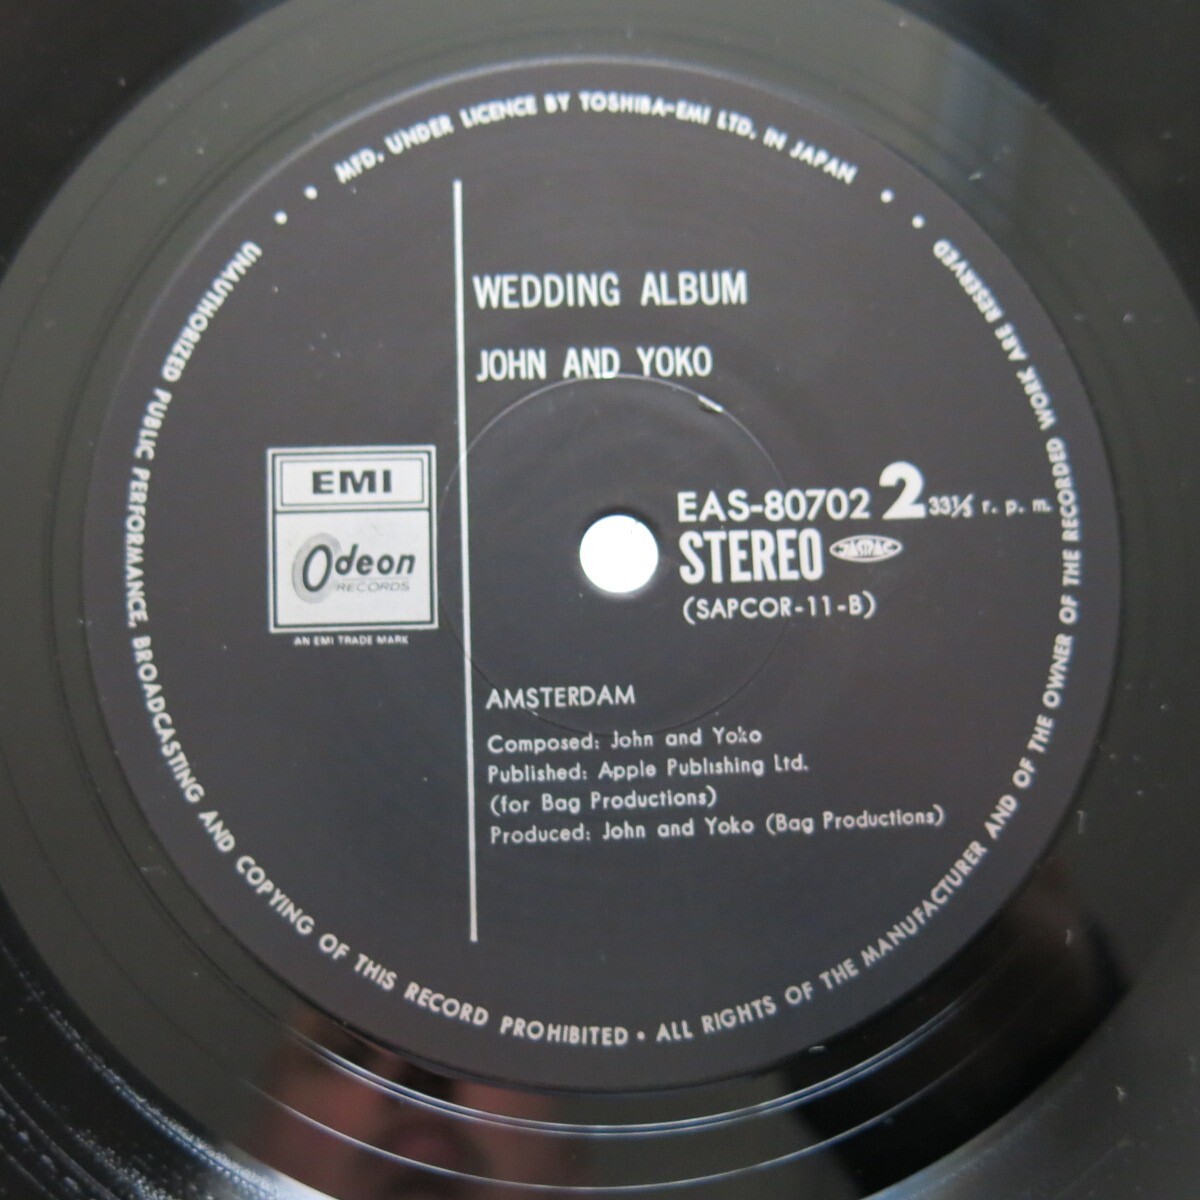 MFD. UNDER LICENCE BY TOSHIBA-EMI LTD. IN JAPAN
WEDDING ALBUM
JOHN AND YOKO
EMI
Odeon
RECORDS
AN EMI TRADE MARK
EAS-80702 2 33⅓ r. p. m.
STEREO JASRAC
(SAPCOR-11-B)
AMSTERDAM
Composed: John and Yoko
Published: Apple Publishing Ltd.
(for Bag Productions)
Produced: John and Yoko (Bag Productions)
UNAUTHORIZED PUBLIC PERFORMANCE, BROADCASTING AND COPYING OF THIS RECORD PROHIBITED • ALL RIGHTS OF THE MANUFACTURER AND OF THE OWNER OF THE RECORDED WORK ARE RESERVED